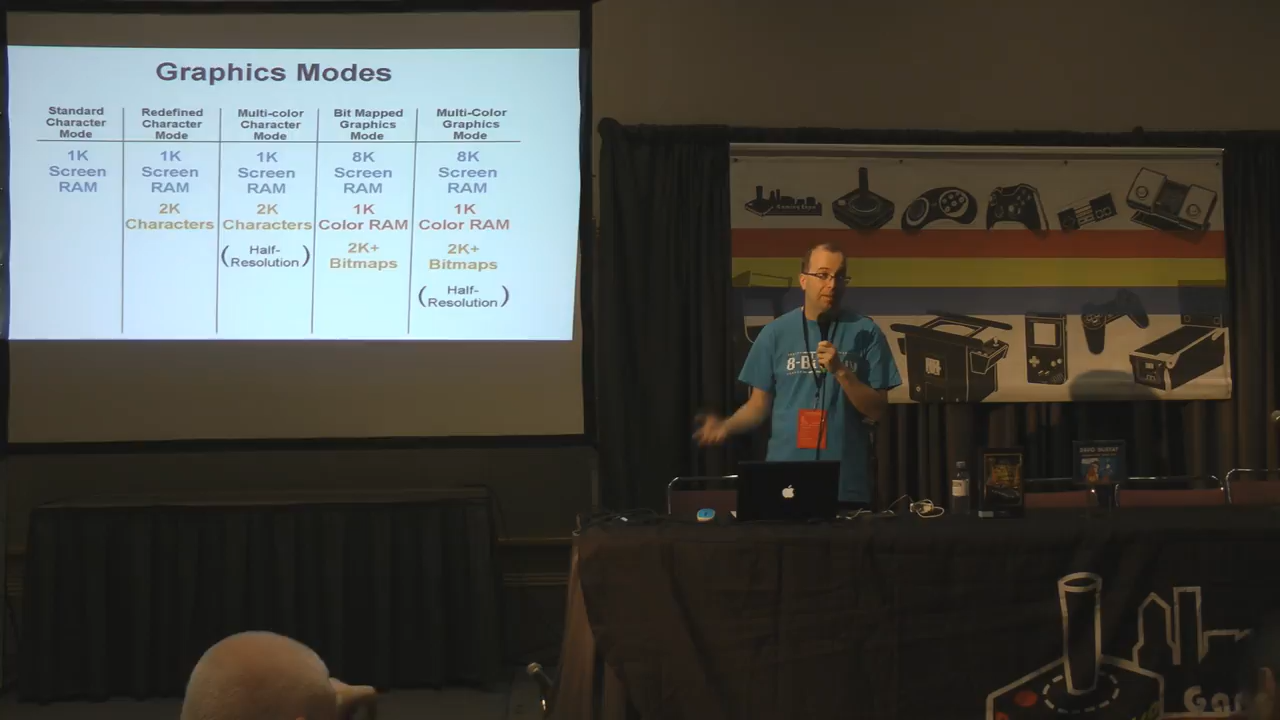 Graphics Modes
Standard
Character
Mode
1K
Screen
RAM
Redefined
Character
Mode
1K
Screen
RAM
2K
Characters
Multi-color
Character
Mode
1K
Screen
RAM
2K
Characters
(Half-
Resolution)
Bit Mapped
Graphics
Mode
8K
Screen
RAM
1K
Color RAM
2K+
Bitmaps
Multi-Color
Graphics
Mode
8K
Screen
RAM
1K
Color RAM
2K+
Bitmaps
(Half-
Resolution)